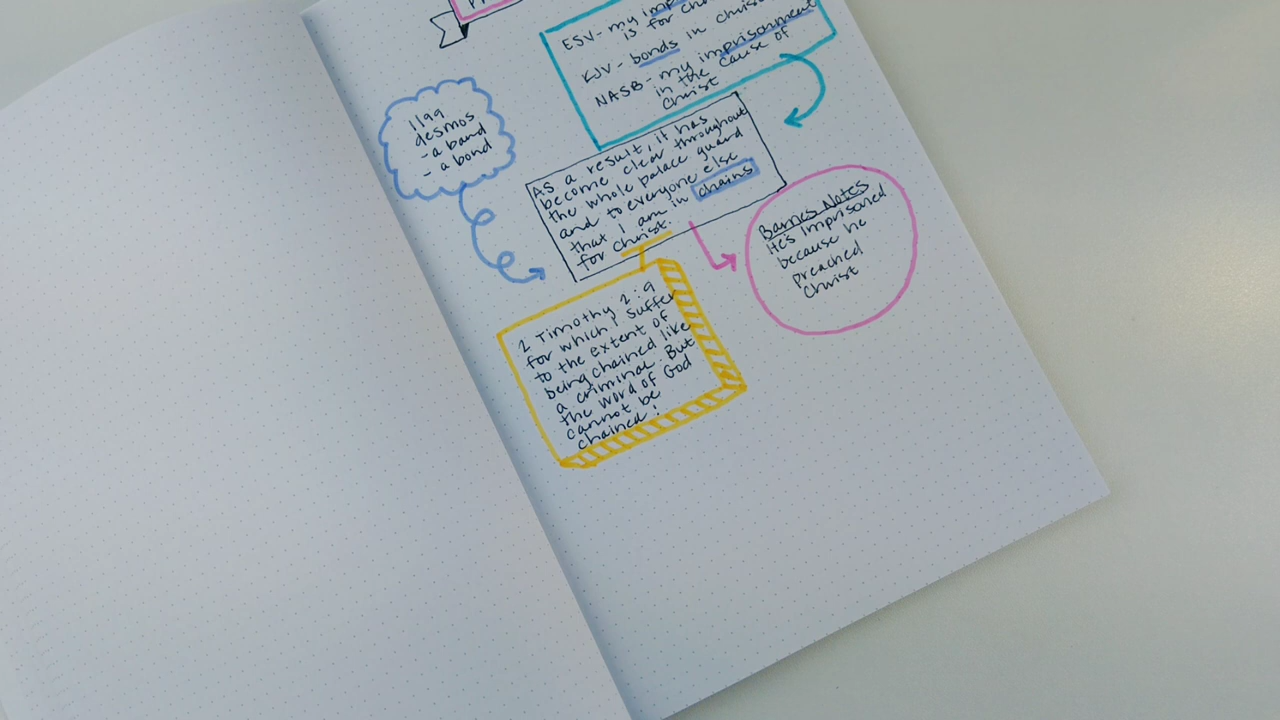 ESV - my
is for
KJV - bonds in
NASB - my imprisonment
in the cause of
Christ
1199
desmos
- a band
- a bond
As a result, it has
become clear throughout
the whole palace guard
and to everyone else
that I am in chains
for Christ.
Barnes Notes
He's imprisoned
because he
preached
Christ
2 Timothy 2:9
for which I suffer
to the extent of
being chained like
a criminal. But
the word of God
cannot be
chained!